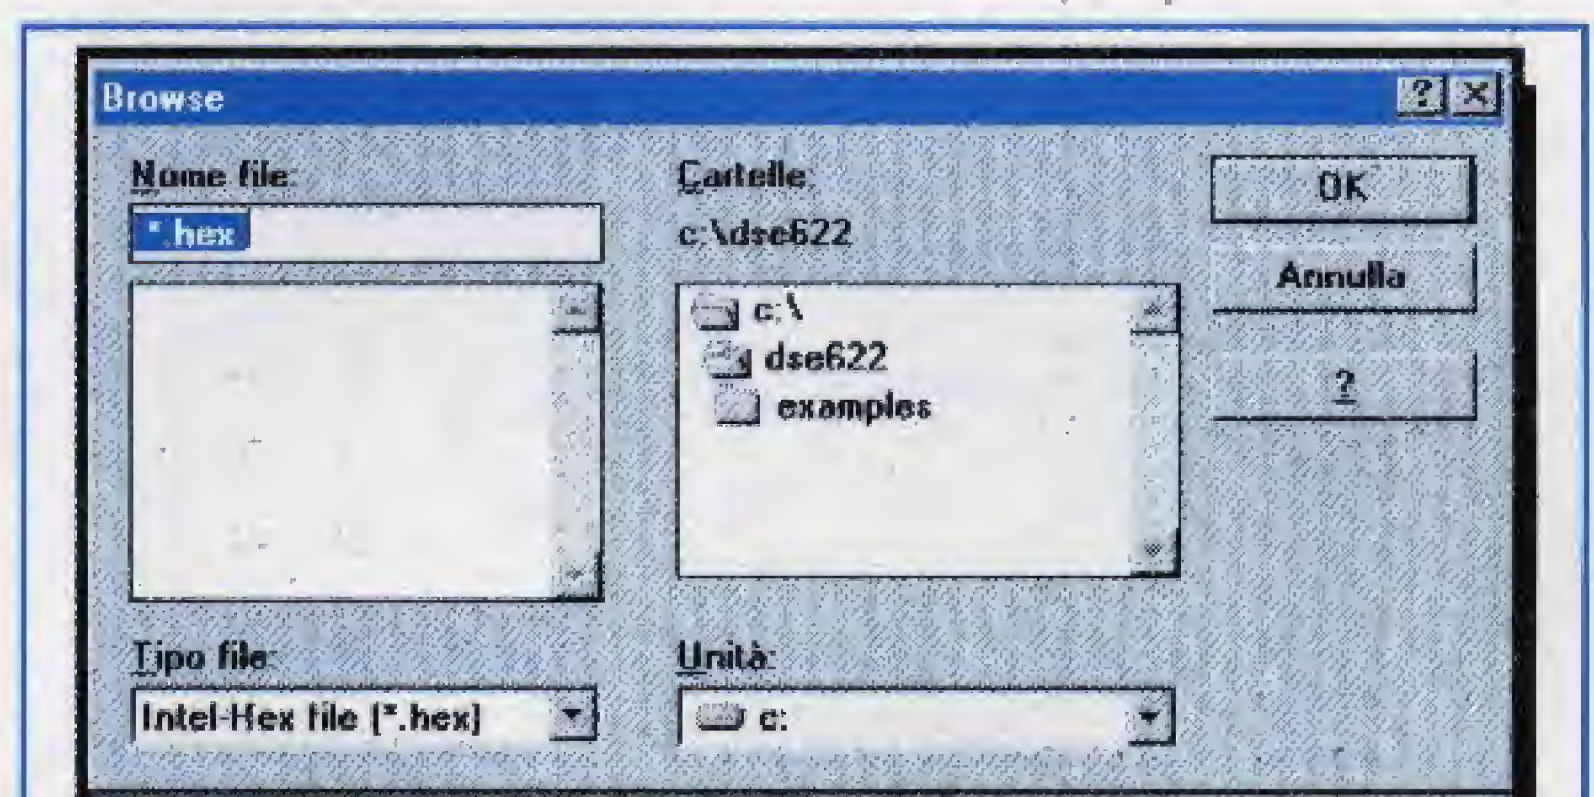 Browse
? ×
Nome file:
*.hex
Cartelle:
c:\dse622
c:\
dse622
examples
OK
Annulla
?
Tipo file:
Intel-Hex file (*.hex)
Unità:
c: